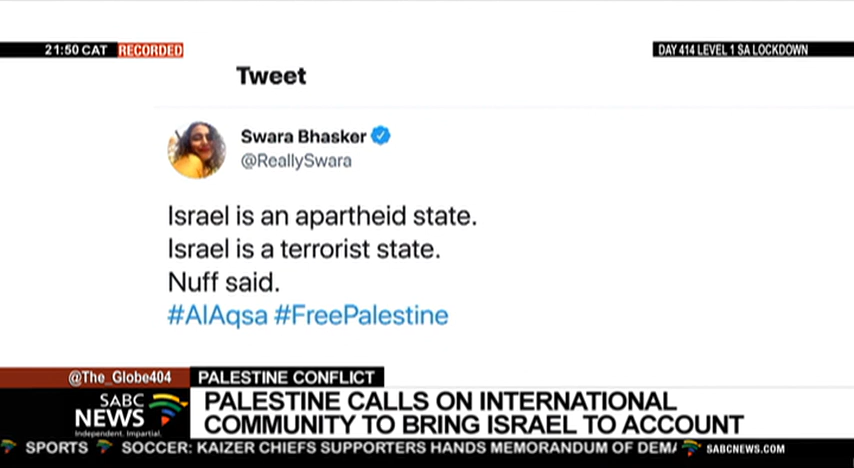 21:50 CAT RECORDED
DAY 414 LEVEL 1 SA LOCKDOWN
Tweet
Swara Bhasker
@ReallySwara
Israel is an apartheid state.
Israel is a terrorist state.
Nuff said.
#AlAqsa #FreePalestine
@The_Globe404 PALESTINE CONFLICT
SABC
NEWS
Independent. Impartial.
PALESTINE CALLS ON INTERNATIONAL
COMMUNITY TO BRING ISRAEL TO ACCOUNT
SPORTS SOCCER: KAIZER CHIEFS SUPPORTERS HANDS MEMORANDUM OF DEM SABCNEWS.COM